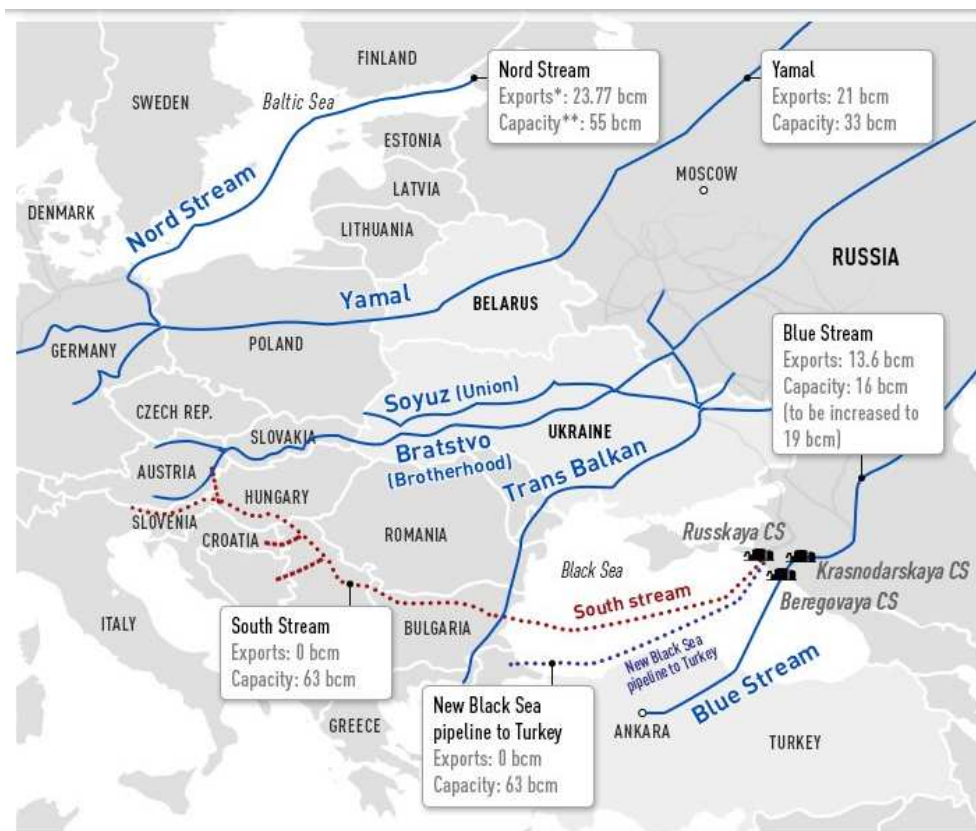 FINLAND
Nord Stream
Exports*: 23.77 bcm
Capacity**: 55 bcm
Yamal
Exports: 21 bcm
Capacity: 33 bcm
SWEDEN
Baltic Sea
ESTONIA
MOSCOW
LATVIA
DENMARK
Nord Stream
LITHUANIA
RUSSIA
Yamal
BELARUS
GERMANY
POLAND
Blue Stream
Exports: 13.6 bcm
Capacity: 16 bcm
(to be increased to
19 bcm)
Soyuz (Union)
CZECH REP.
SLOVAKIA
Bratstvo
(Brotherhood)
UKRAINE
Trans Balkan
AUSTRIA
HUNGARY
SLOVENIA
CROATIA
ROMANIA
Russkaya CS
Krasnodarskaya CS
Beregovaya CS
Black Sea
South stream
ITALY
South Stream
Exports: 0 bcm
Capacity: 63 bcm
BULGARIA
New Black Sea
pipeline to Turkey
Blue Stream
New Black Sea
pipeline to Turkey
Exports: 0 bcm
Capacity: 63 bcm
GREECE
ANKARA
TURKEY